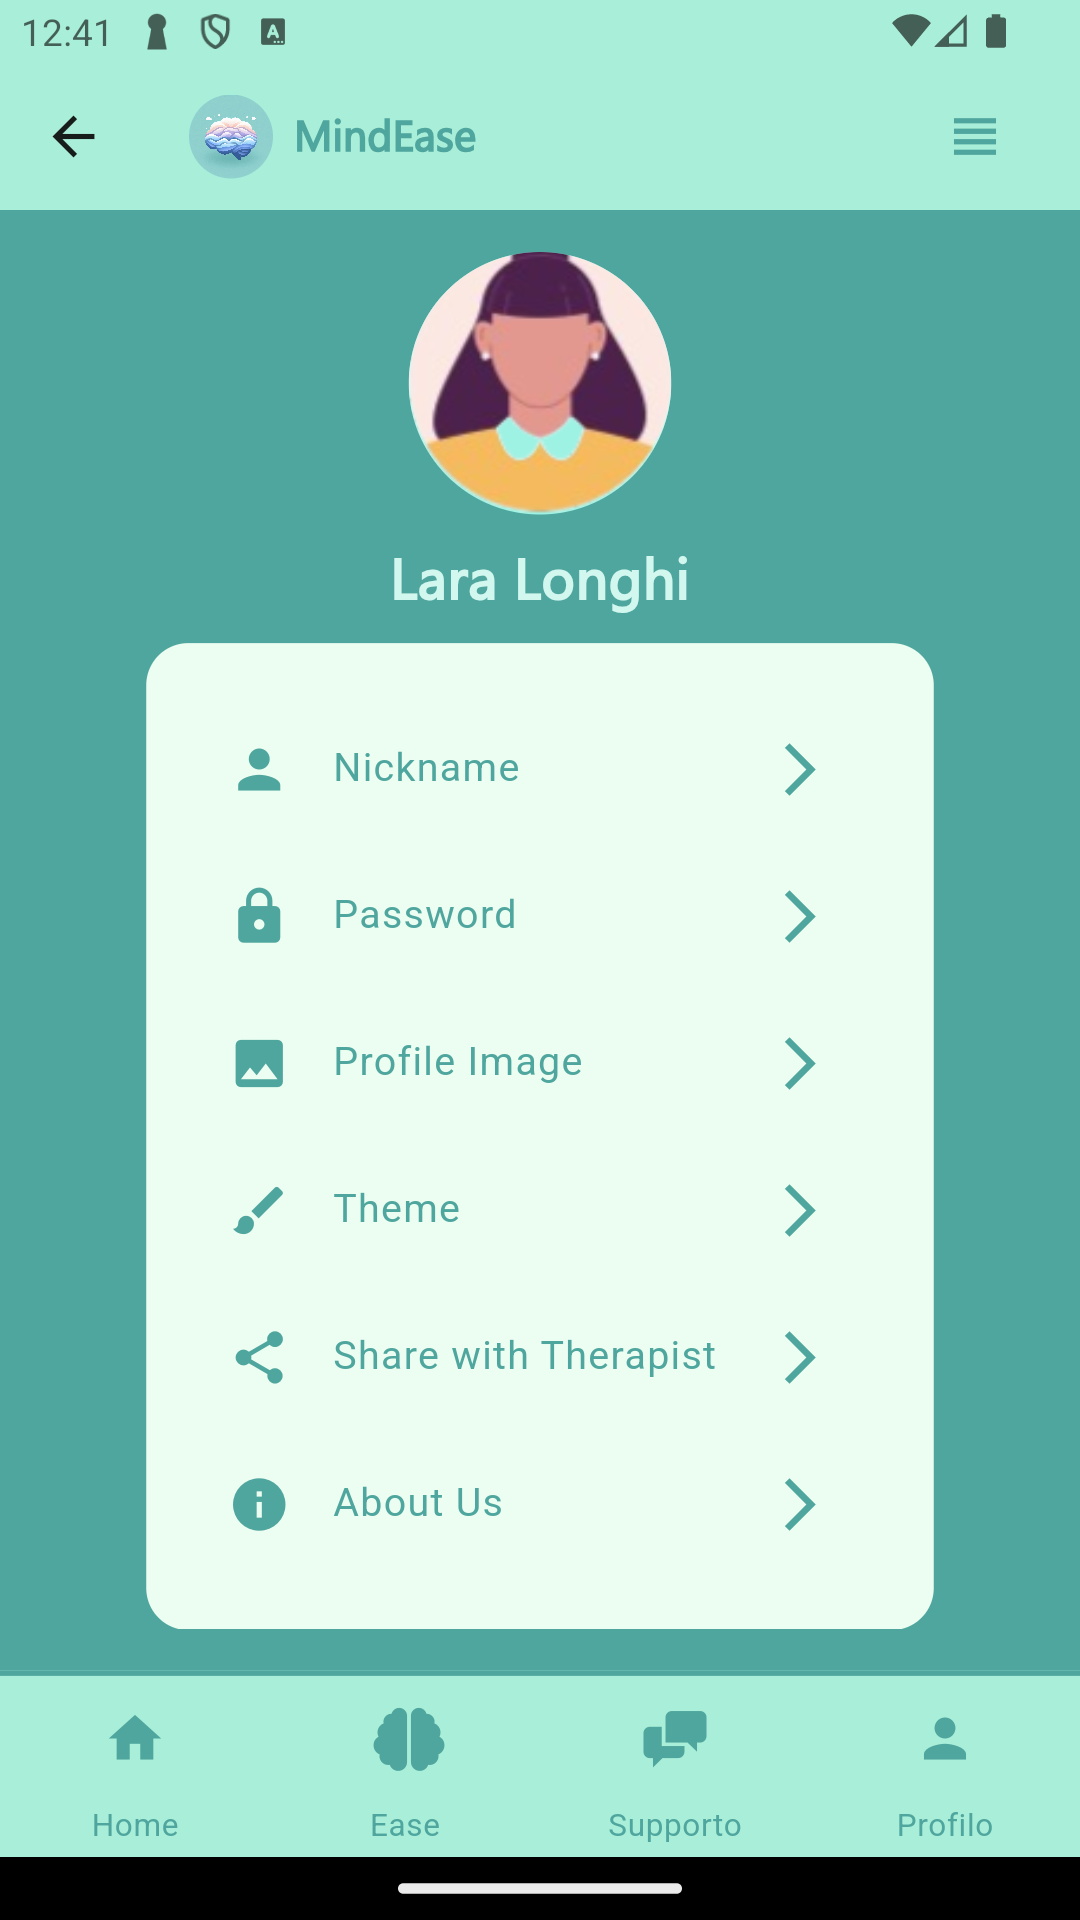 12:41
MindEase
Lara Longhi
Nickname
Password
Profile Image
Theme
Share with Therapist
About Us
Home
Ease
Supporto
Profilo